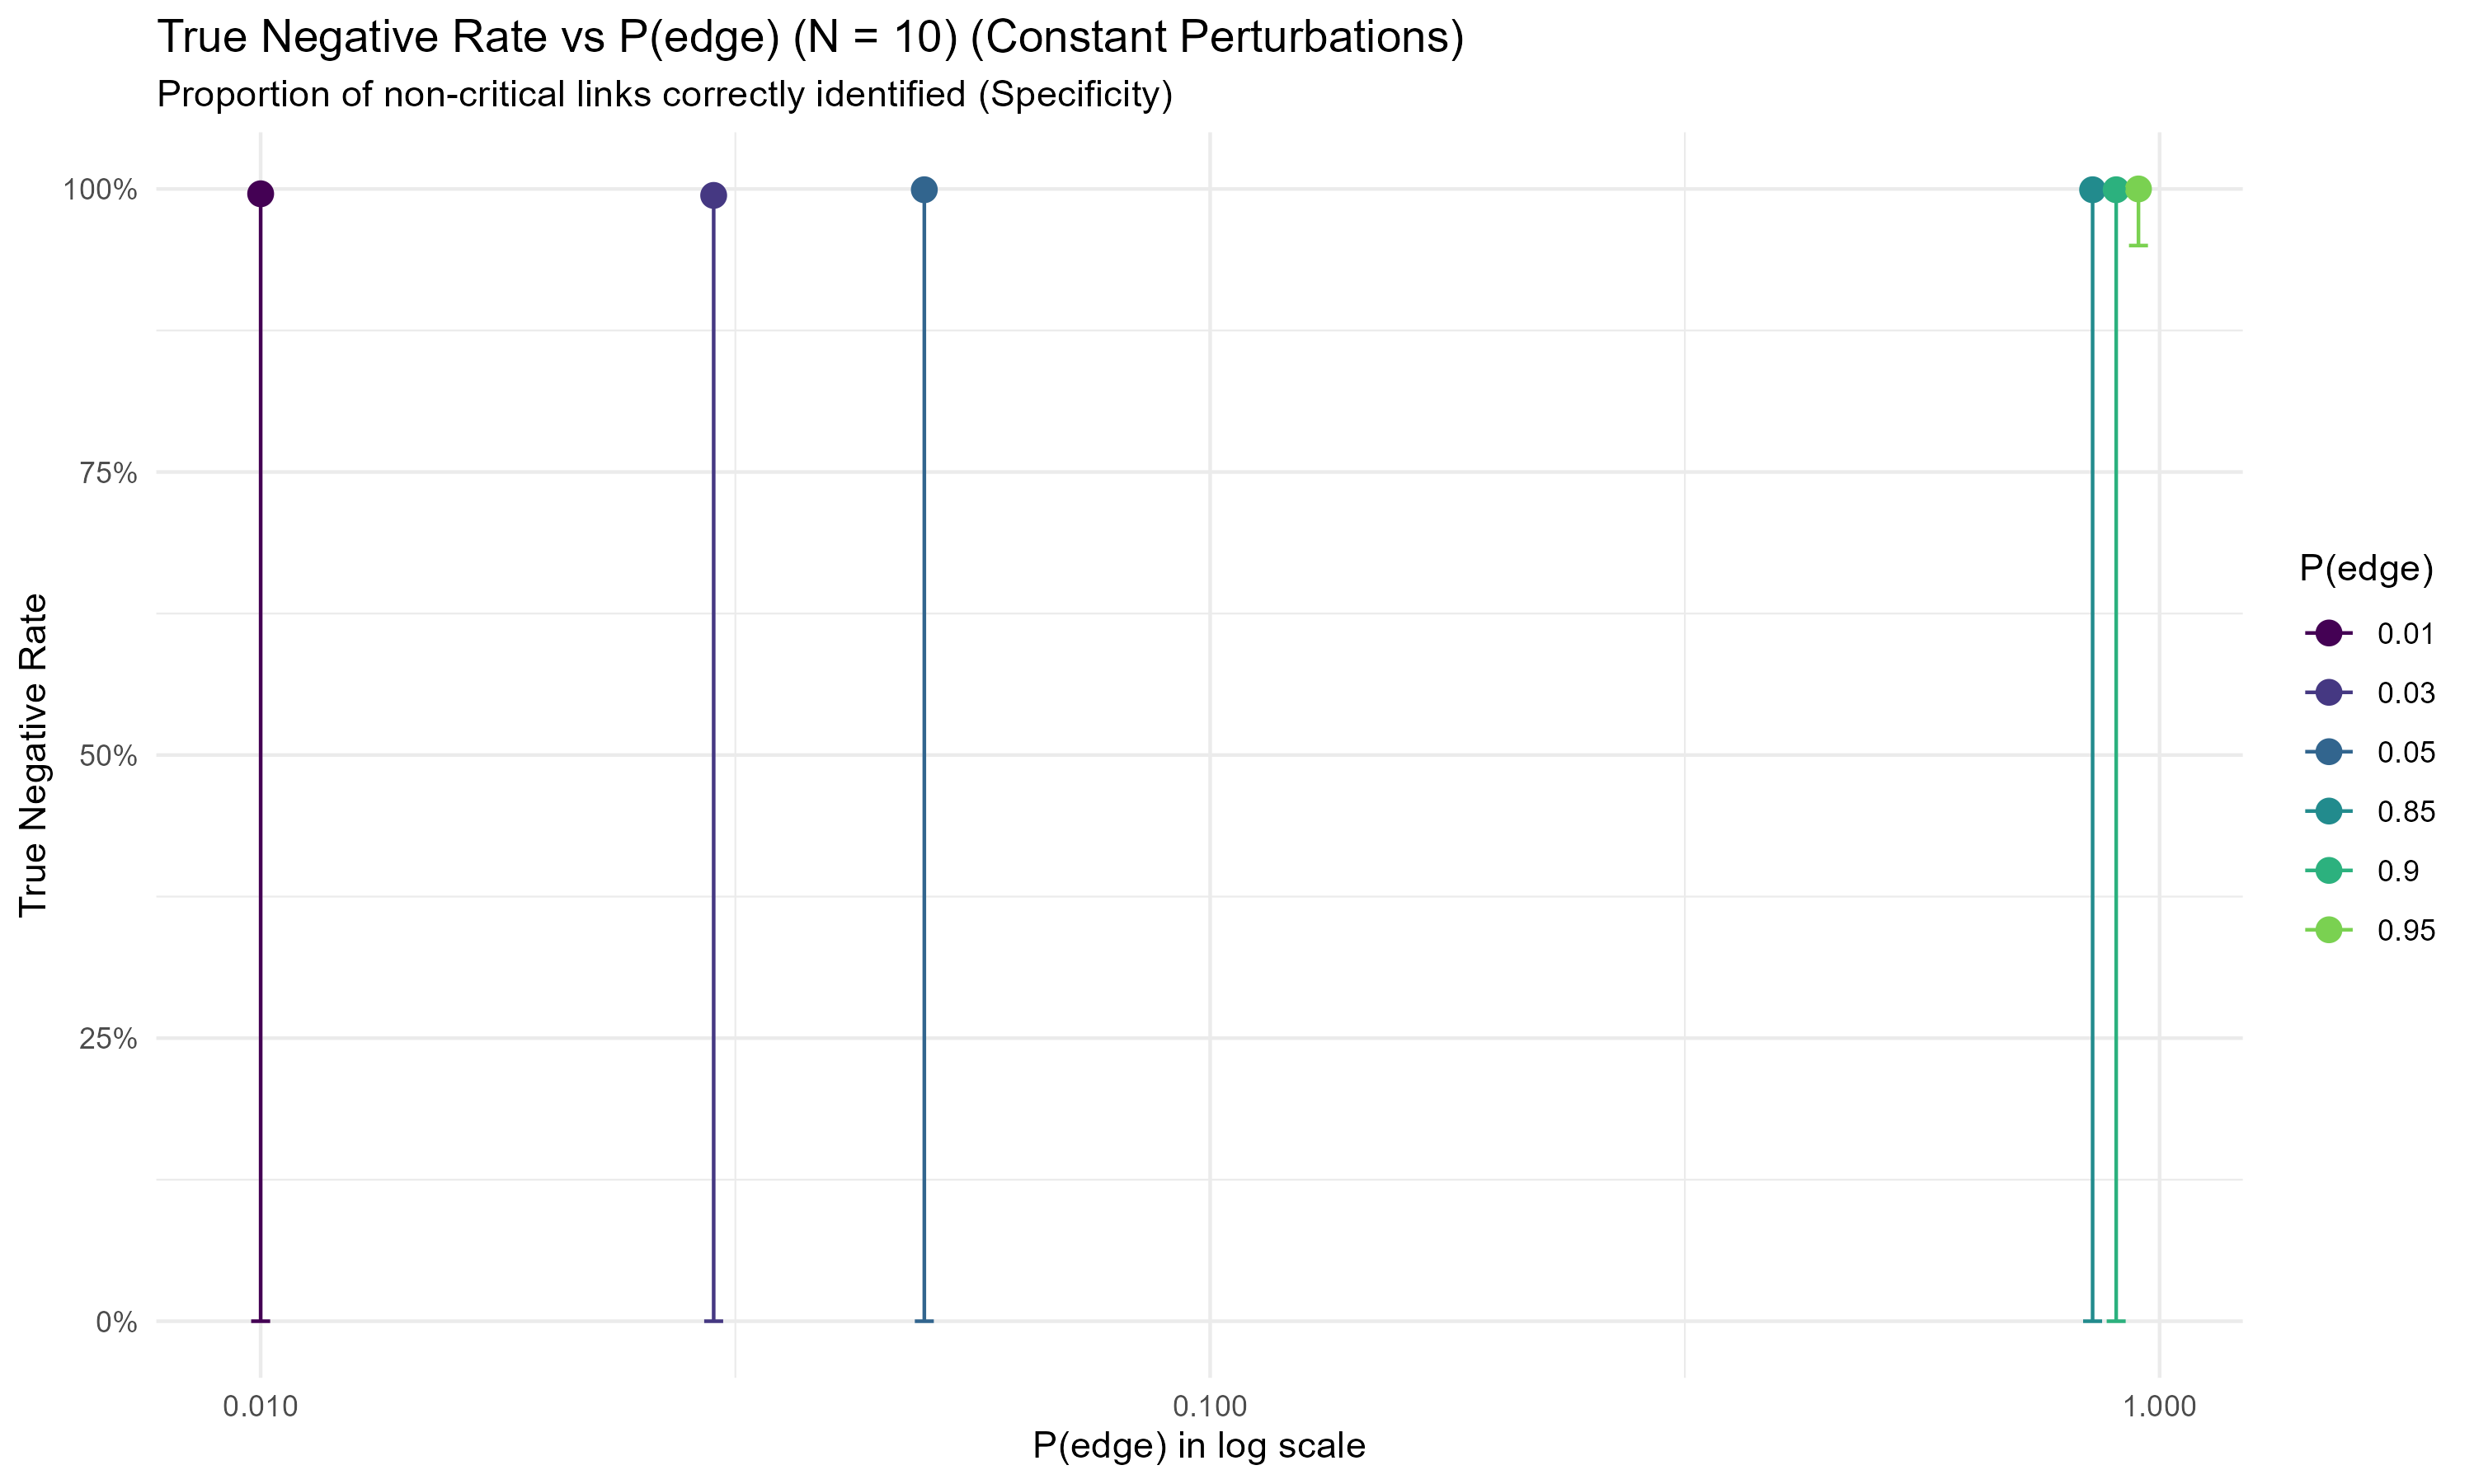 True Negative Rate vs P(edge) (N = 10) (Constant Perturbations)
Proportion of non-critical links correctly identified (Specificity)
True Negative Rate
100%
75%
50%
25%
0%
0.010
0.100
1.000
P(edge) in log scale
P(edge)
0.01
0.03
0.05
0.85
0.9
0.95